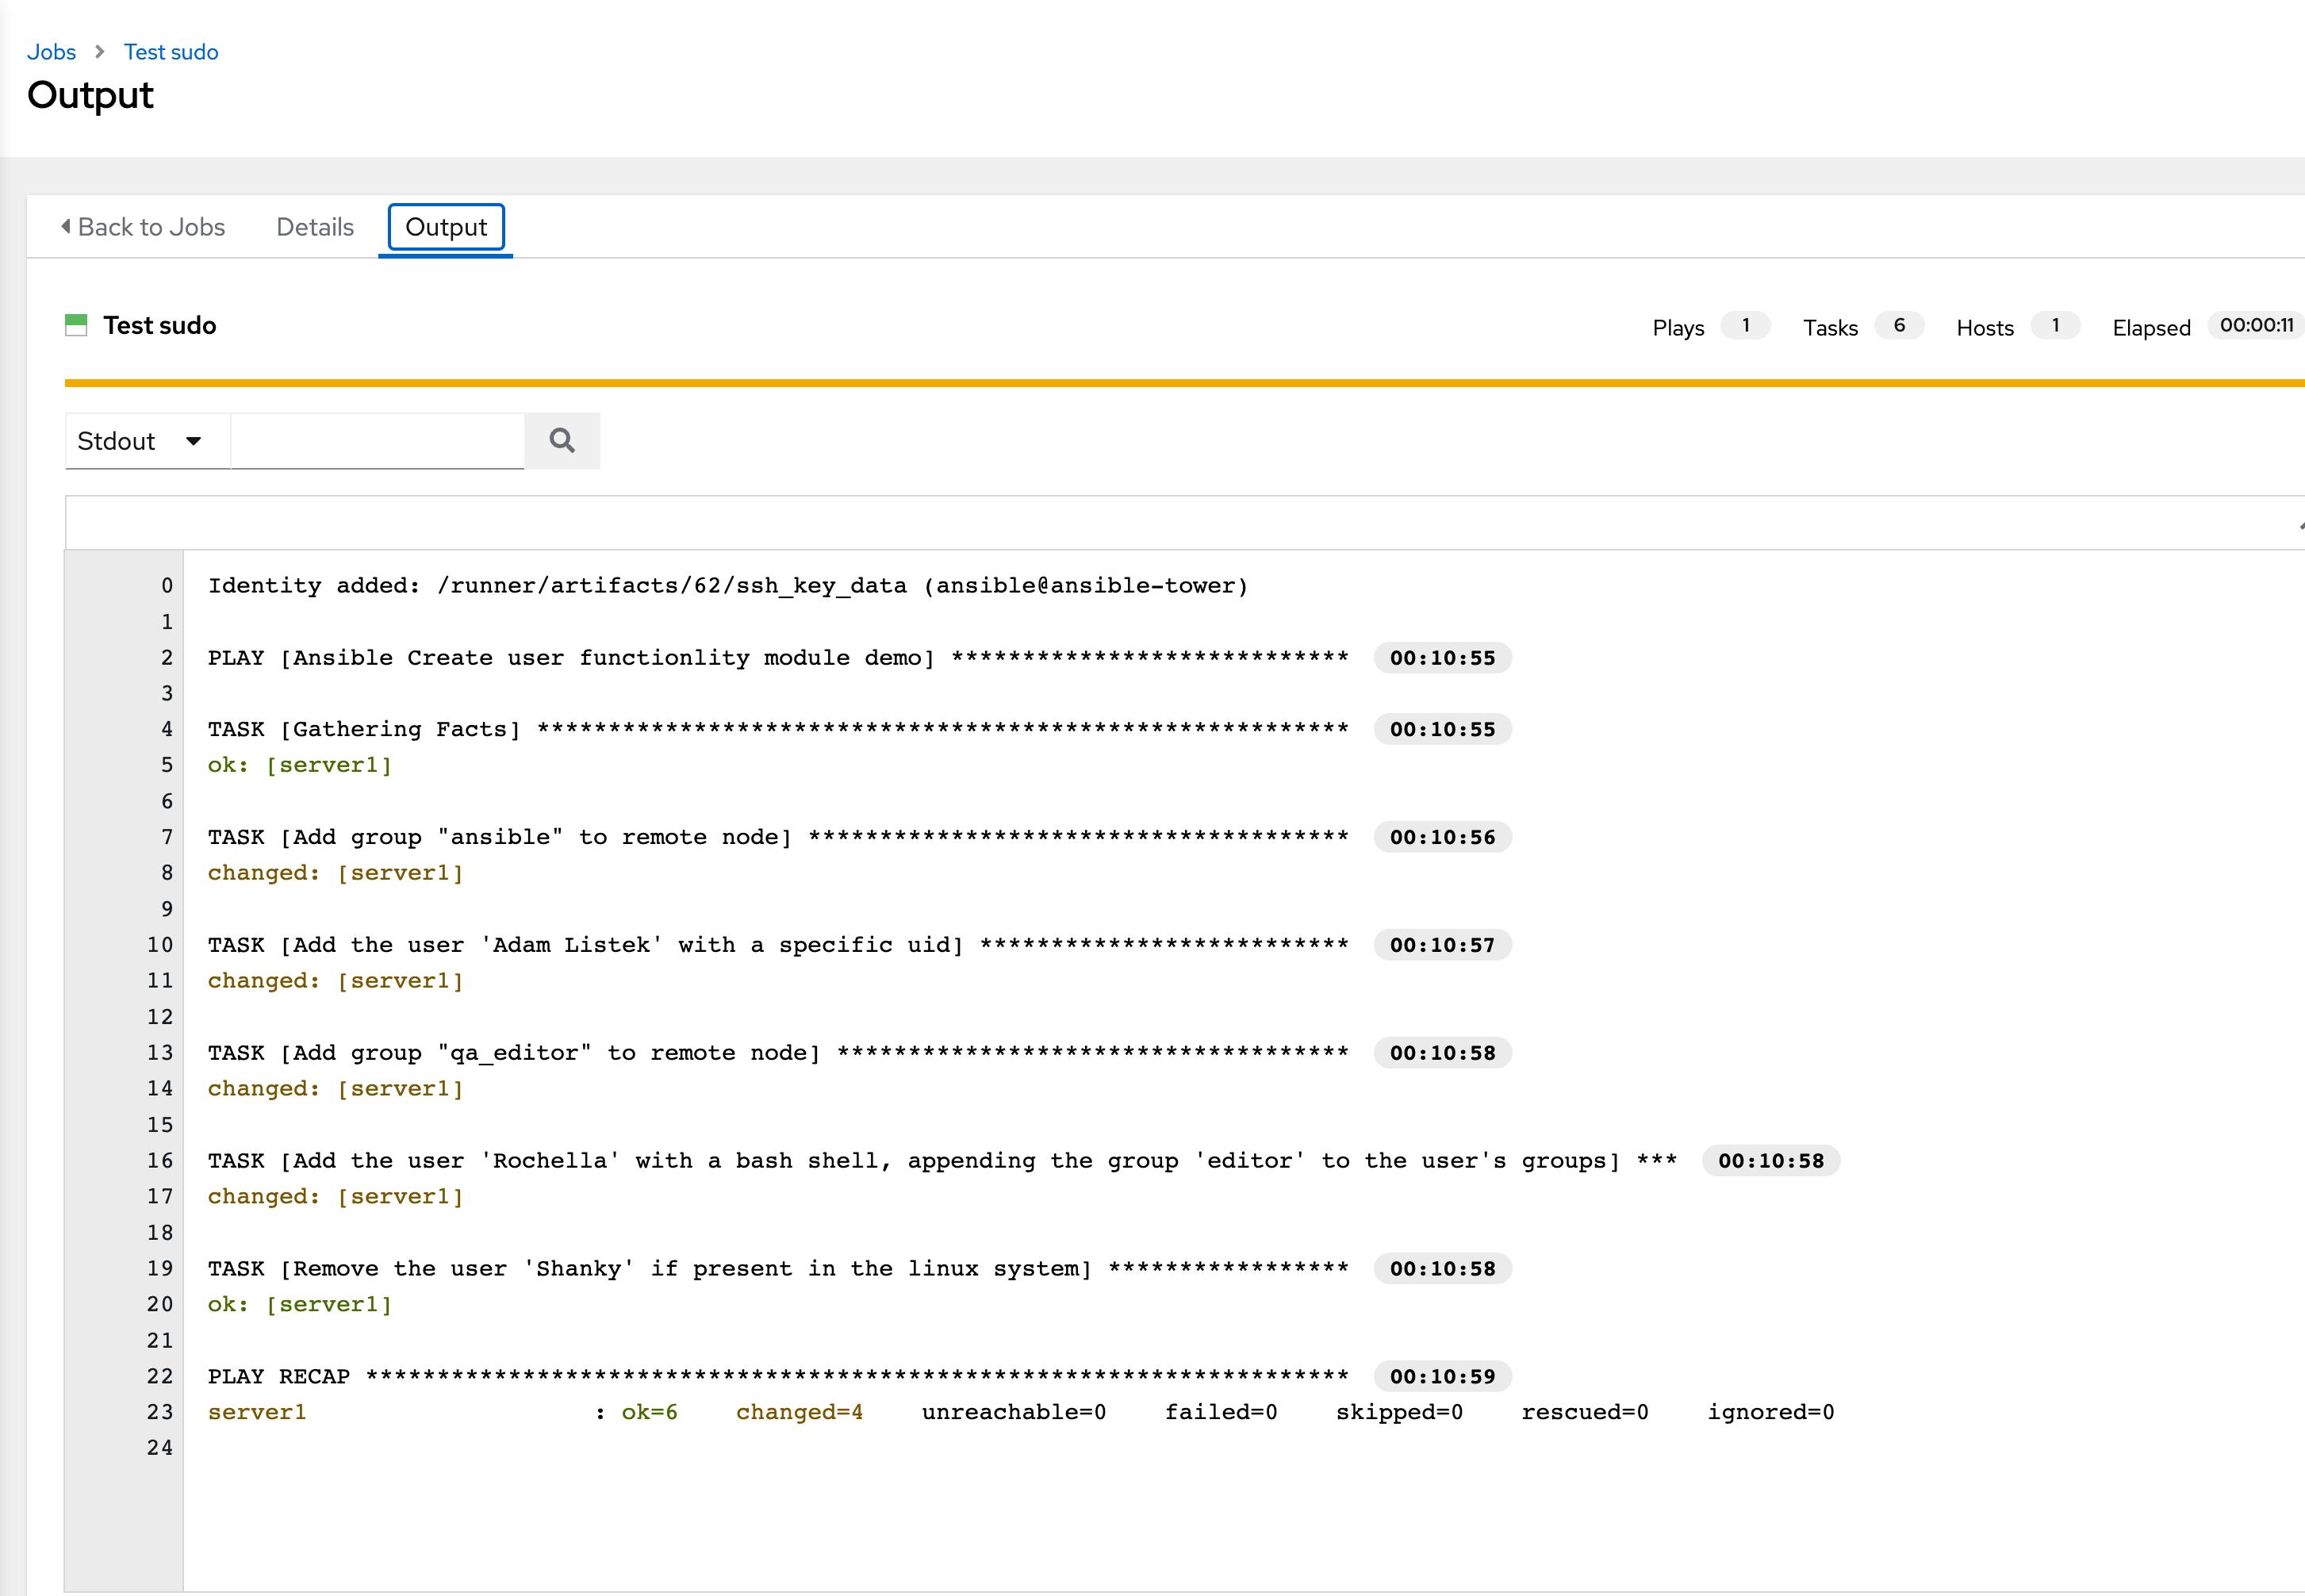 Jobs > Test sudo
Output
Back to Jobs Details Output
Test sudo Plays 1 Tasks 6 Hosts 1 Elapsed 00:00:11
Stdout
0 Identity added: /runner/artifacts/62/ssh_key_data (ansible@ansible-tower)
1
2 PLAY [Ansible Create user functionlity module demo] **************************** 00:10:55
3
4 TASK [Gathering Facts] ********************************************************* 00:10:55
5 ok: [server1]
6
7 TASK [Add group "ansible" to remote node] ************************************** 00:10:56
8 changed: [server1]
9
10 TASK [Add the user 'Adam Listek' with a specific uid] ************************** 00:10:57
11 changed: [server1]
12
13 TASK [Add group "qa_editor" to remote node] ************************************ 00:10:58
14 changed: [server1]
15
16 TASK [Add the user 'Rochella' with a bash shell, appending the group 'editor' to the user's groups] *** 00:10:58
17 changed: [server1]
18
19 TASK [Remove the user 'Shanky' if present in the linux system] ***************** 00:10:58
20 ok: [server1]
21
22 PLAY RECAP ********************************************************************* 00:10:59
23 server1 : ok=6 changed=4 unreachable=0 failed=0 skipped=0 rescued=0 ignored=0
24